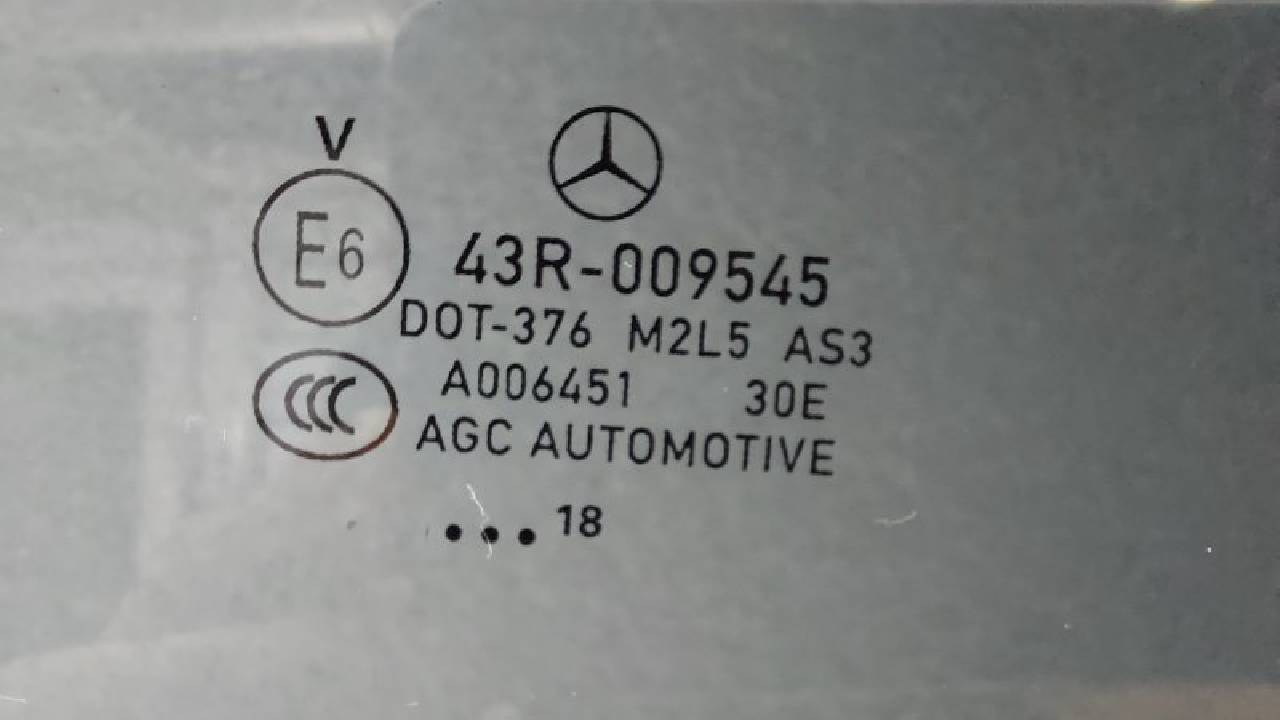 V
E6
43R-009545
DOT-376 M2L5 AS3
CCC
A006451 30E
AGC AUTOMOTIVE
... 18